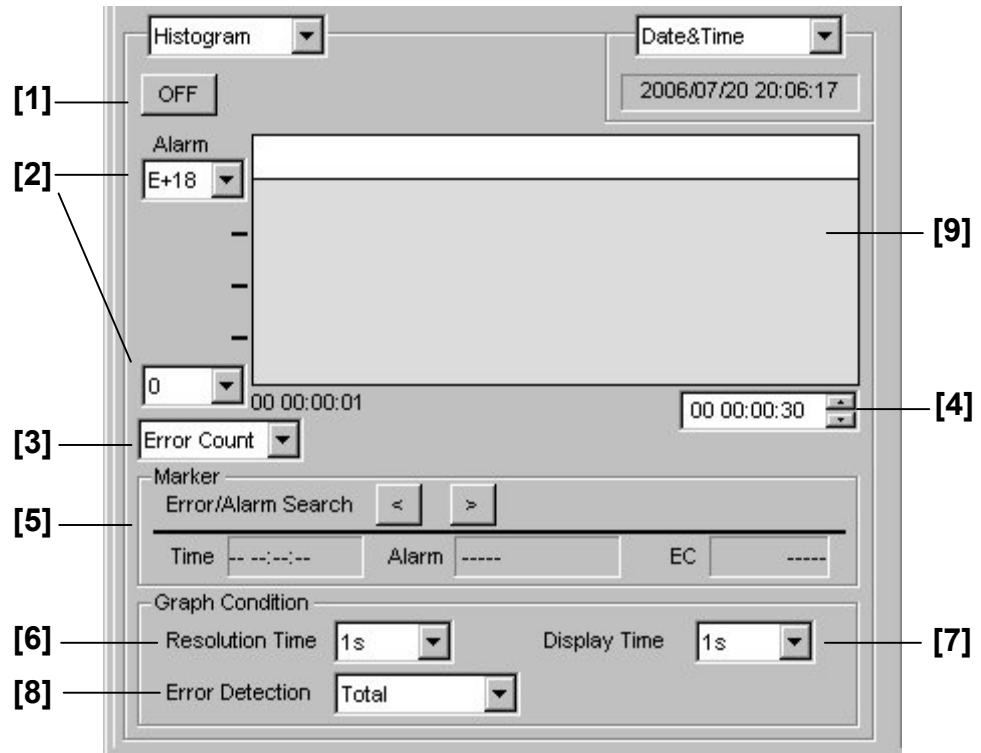 Histogram Date&Time
[1] OFF 2006/07/20 20:06:17
Alarm
[2] E+18
[9]
0
00 00:00:01 00 00:00:30 [4]
[3] Error Count
Marker
[5] Error/Alarm Search < >
Time -- --:--:-- Alarm ----- EC -----
Graph Condition
[6] Resolution Time 1s Display Time 1s [7]
[8] Error Detection Total